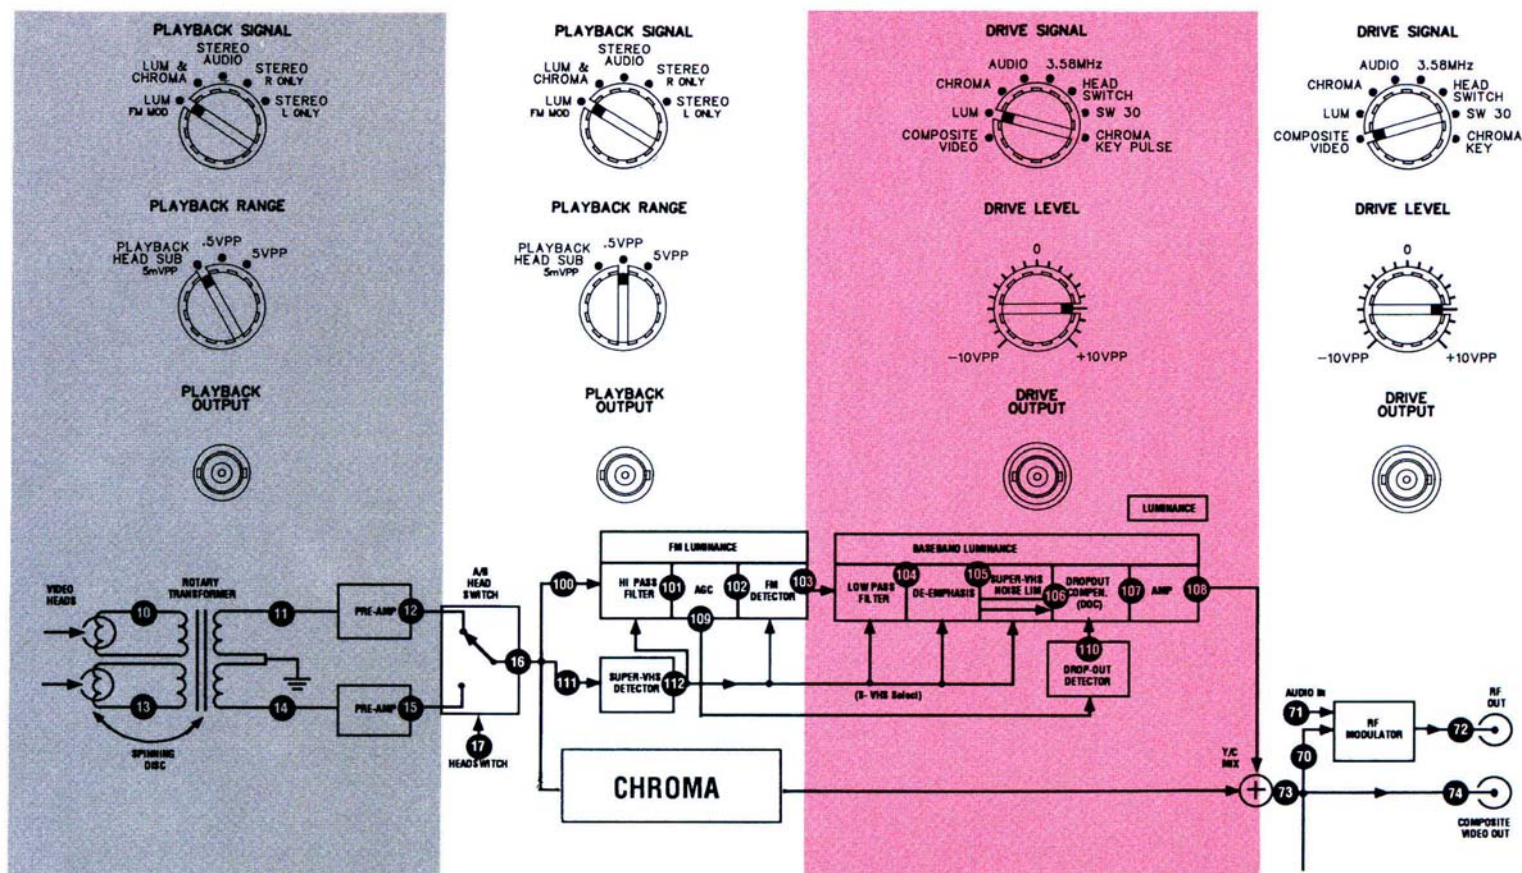 PLAYBACK SIGNAL
STEREO
AUDIO
LUM &
CHROMA
STEREO
R ONLY
LUM
FM MOD
STEREO
L ONLY
PLAYBACK RANGE
PLAYBACK
HEAD SUB
5mVPP
.5VPP
5VPP
PLAYBACK
OUTPUT
PLAYBACK SIGNAL
STEREO
AUDIO
LUM &
CHROMA
STEREO
R ONLY
LUM
FM MOD
STEREO
L ONLY
PLAYBACK RANGE
PLAYBACK
HEAD SUB
5mVPP
.5VPP
5VPP
PLAYBACK
OUTPUT
DRIVE SIGNAL
AUDIO
3.58MHz
CHROMA
HEAD
SWITCH
LUM
SW 30
COMPOSITE
VIDEO
CHROMA
KEY PULSE
DRIVE LEVEL
0
-10VPP
+10VPP
DRIVE
OUTPUT
DRIVE SIGNAL
AUDIO
3.58MHz
CHROMA
HEAD
SWITCH
LUM
SW 30
COMPOSITE
VIDEO
CHROMA
KEY
DRIVE LEVEL
0
-10VPP
+10VPP
DRIVE
OUTPUT
LUMINANCE
VIDEO
HEADS
10
ROTARY
TRANSFORMER
11
PRE-AMP
12
13
14
PRE-AMP
15
SPINNING
DISC
A/B
HEAD
SWITCH
16
17
HEADSWITCH
100
FM LUMINANCE
HI PASS
FILTER
101
AGC
102
FM
DETECTOR
103
109
111
SUPER-VHS
DETECTOR
112
(S- VHS Select)
BASEBAND LUMINANCE
LOW PASS
FILTER
104
DE-EMPHASIS
105
SUPER-VHS
NOISE LIM
106
DROPOUT
COMPEN.
(DOC)
107
AMP
108
110
DROP-OUT
DETECTOR
CHROMA
Y/C
MIX
+
73
AUDIO IN
71
70
RF
MODULATOR
72
RF
OUT
74
COMPOSITE
VIDEO OUT